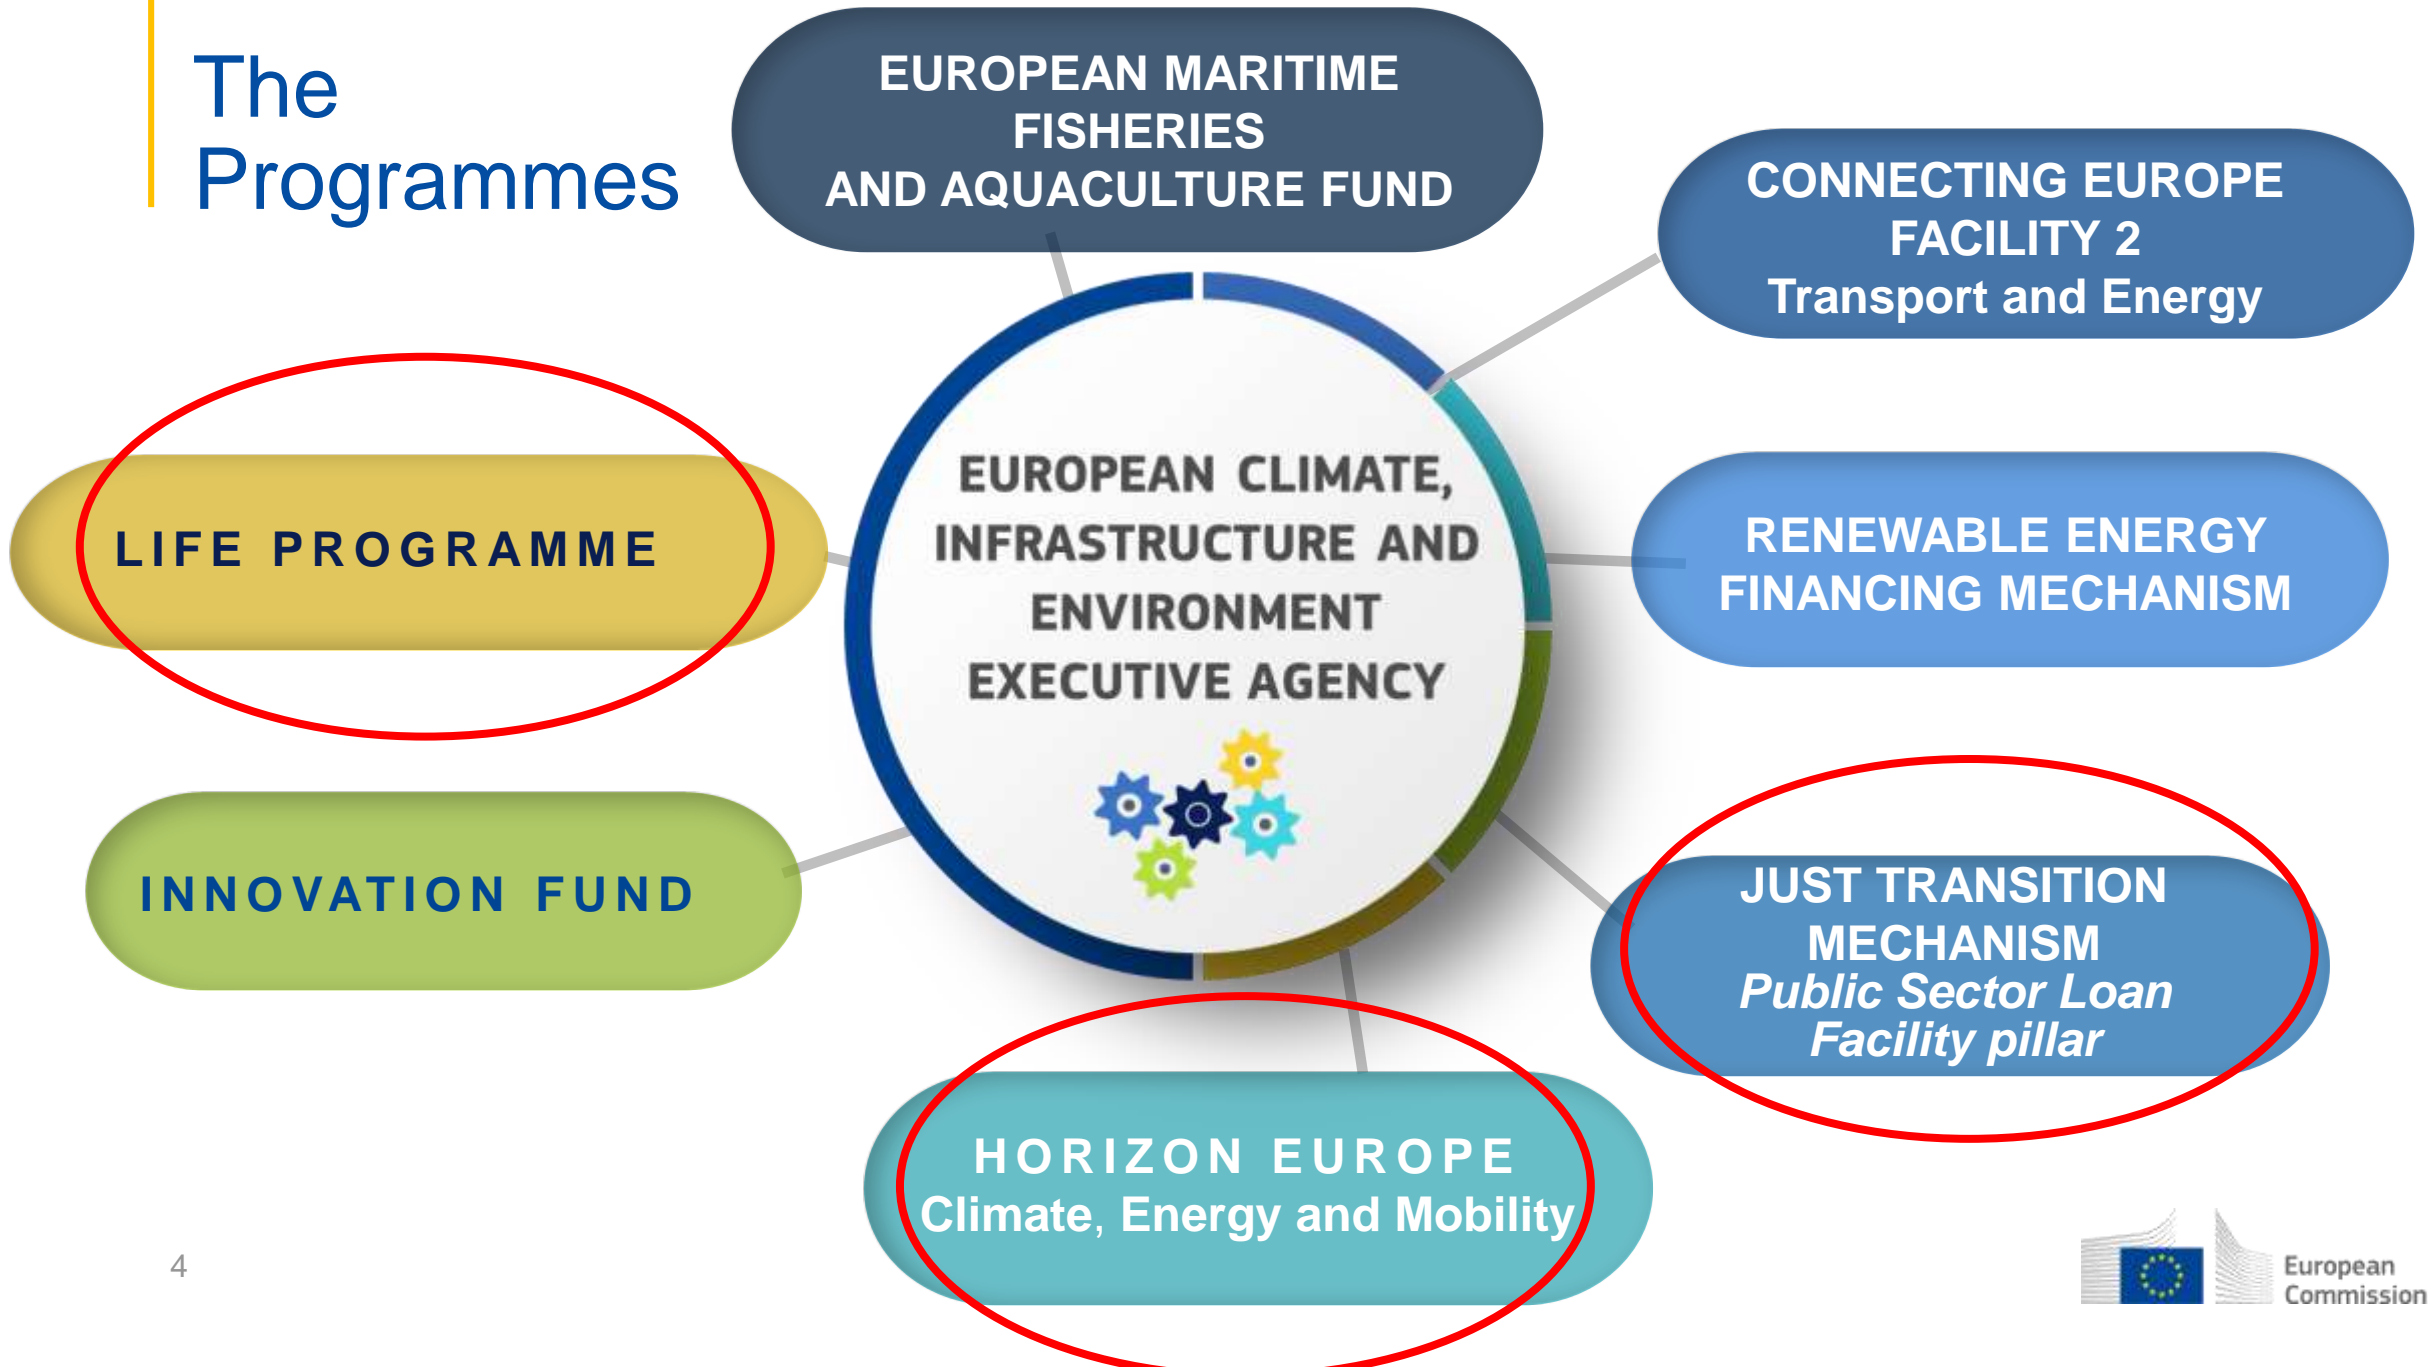 The
Programmes
EUROPEAN MARITIME
FISHERIES
AND AQUACULTURE FUND
CONNECTING EUROPE
FACILITY 2
Transport and Energy
LIFE PROGRAMME
EUROPEAN CLIMATE,
INFRASTRUCTURE AND
ENVIRONMENT
EXECUTIVE AGENCY
RENEWABLE ENERGY
FINANCING MECHANISM
INNOVATION FUND
JUST TRANSITION
MECHANISM
Public Sector Loan
Facility pillar
HORIZON EUROPE
Climate, Energy and Mobility
4
European
Commission